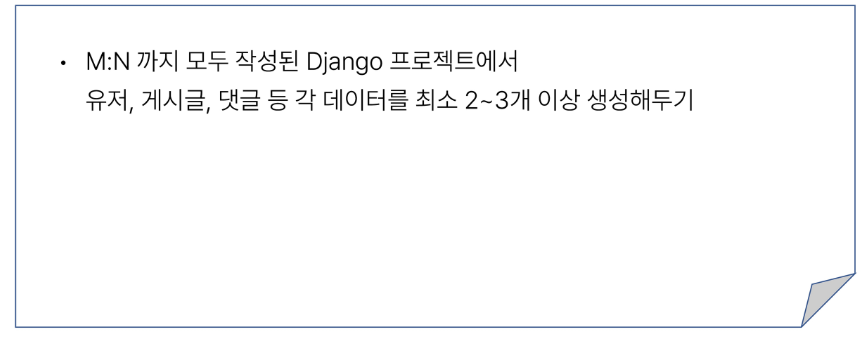 • M:N 까지 모두 작성된 Django 프로젝트에서
유저, 게시글, 댓글 등 각 데이터를 최소 2~3개 이상 생성해두기